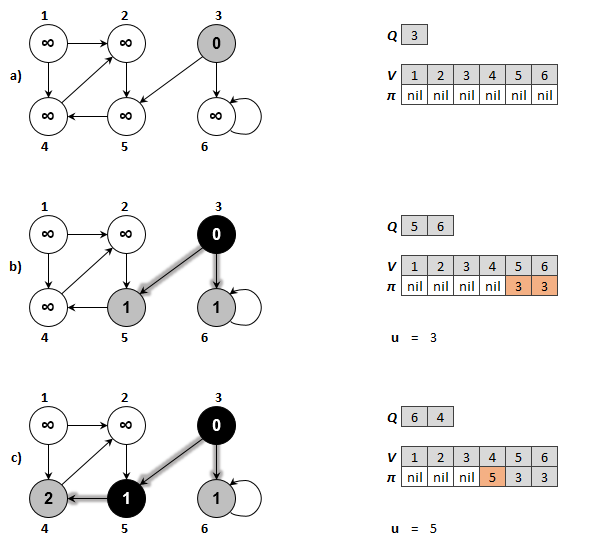 1 2 3
a) ∞ ∞ 0
∞ ∞ ∞
4 5 6
Q 3
V 1 2 3 4 5 6
π nil nil nil nil nil nil
1 2 3
b) ∞ ∞ 0
∞ 1 1
4 5 6
Q 5 6
V 1 2 3 4 5 6
π nil nil nil nil 3 3
u = 3
1 2 3
c) ∞ ∞ 0
2 1 1
4 5 6
Q 6 4
V 1 2 3 4 5 6
π nil nil nil 5 3 3
u = 5